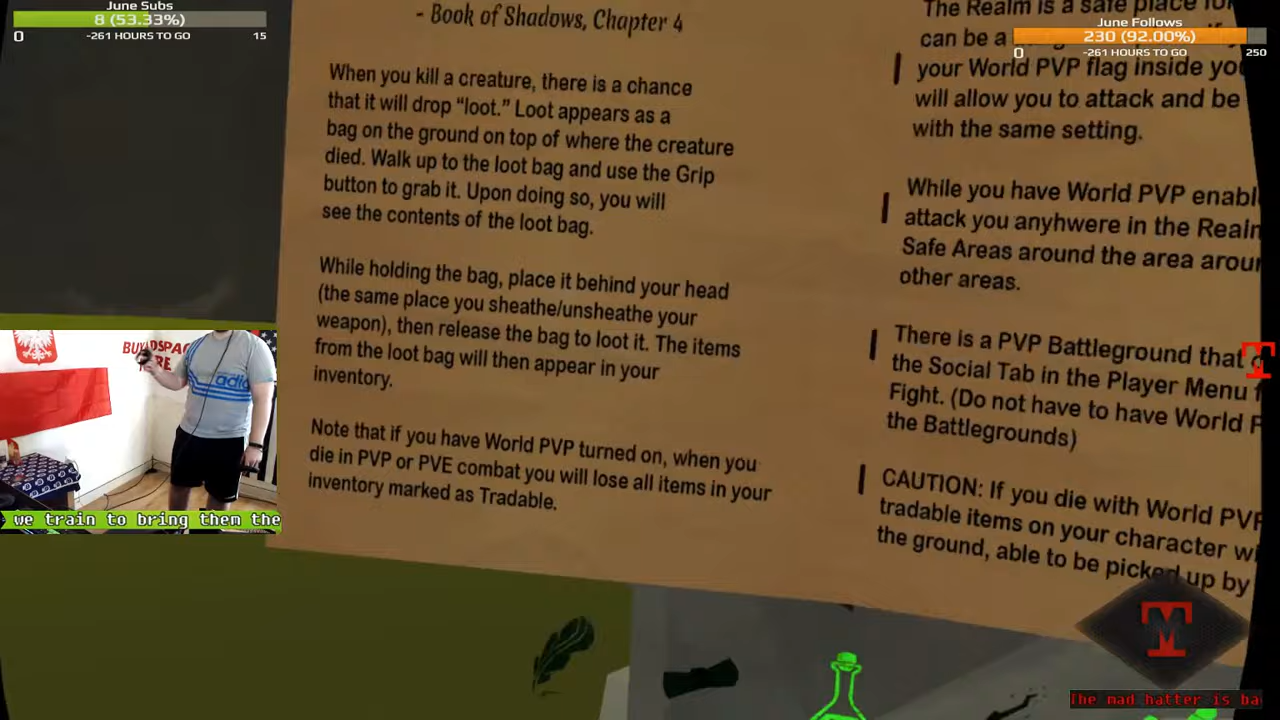 June Subs
8 (53.33%)
0
-261 HOURS TO GO
15
June Follows
230 (92.00%)
0
-261 HOURS TO GO
250
- Book of Shadows, Chapter 4
When you kill a creature, there is a chance
that it will drop “loot.” Loot appears as a
bag on the ground on top of where the creature
died. Walk up to the loot bag and use the Grip
button to grab it. Upon doing so, you will
see the contents of the loot bag.
While holding the bag, place it behind your head
(the same place you sheathe/unsheathe your
weapon), then release the bag to loot it. The items
from the loot bag will then appear in your
inventory.
Note that if you have World PVP turned on, when you
die in PVP or PVE combat you will lose all items in your
Inventory marked as Tradable.
The Realm is a safe place
can be a
your World PVP flag inside
will allow you to attack and be
with the same setting.
While you have World PVP
attack you anyhwere in the
Safe Areas around the area
other areas.
There is a PVP Battleground that
the Social Tab in the Player Menu
Fight. (Do not have to have World
the Battlegrounds)
CAUTION: If you die with World
tradable items on your character
the ground, able to be picked up by
we train to bring them the
The mad hatter is